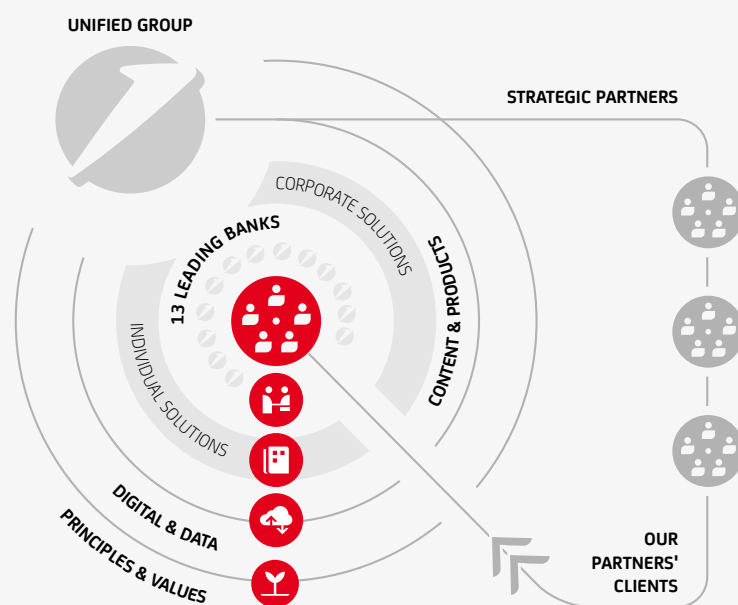 UNIFIED GROUP
STRATEGIC PARTNERS
CORPORATE SOLUTIONS
13 LEADING BANKS
CONTENT & PRODUCTS
INDIVIDUAL SOLUTIONS
DIGITAL & DATA
PRINCIPLES & VALUES
OUR
PARTNERS'
CLIENTS